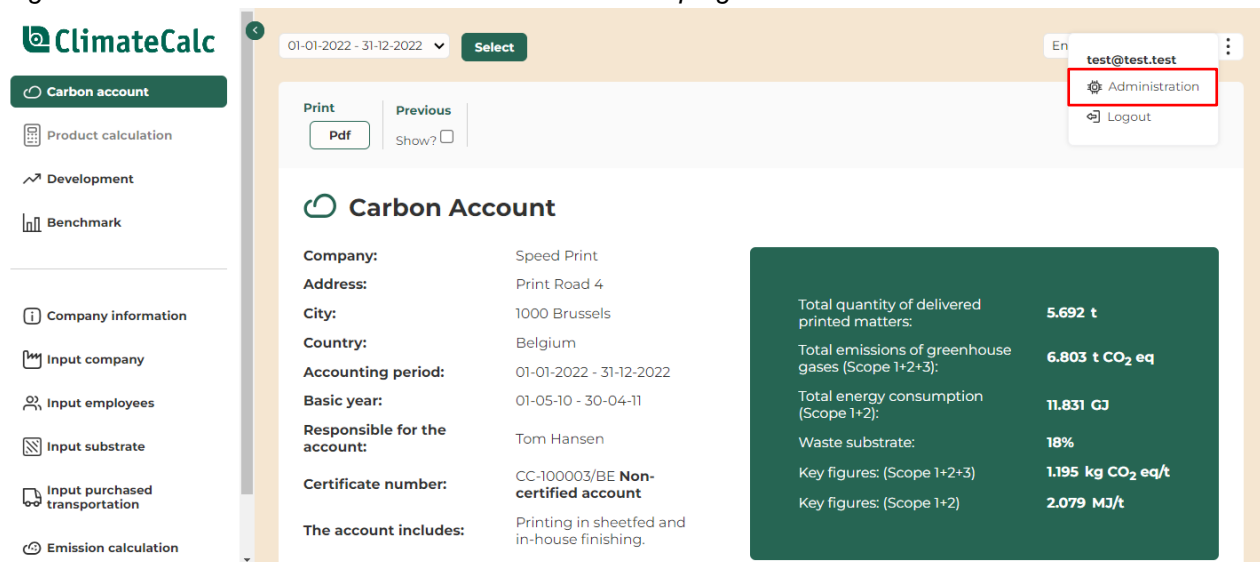 ClimateCalc
Carbon account
Product calculation
Development
Benchmark
Company information
Input company
Input employees
Input substrate
Input purchased
transportation
Emission calculation
01-01-2022 - 31-12-2022
Select
En
test@test.test
Administration
Logout
Print
Pdf
Previous
Show?
Carbon Account
Company: Speed Print
Address: Print Road 4
City: 1000 Brussels
Country: Belgium
Accounting period: 01-01-2022 - 31-12-2022
Basic year: 01-05-10 - 30-04-11
Responsible for the
account: Tom Hansen
Certificate number: CC-100003/BE Non-
certified account
The account includes: Printing in sheetfed and
in-house finishing.
Total quantity of delivered
printed matters: 5.692 t
Total emissions of greenhouse
gases (Scope 1+2+3): 6.803 t CO₂ eq
Total energy consumption
(Scope 1+2): 11.831 GJ
Waste substrate: 18%
Key figures: (Scope 1+2+3) 1.195 kg CO₂ eq/t
Key figures: (Scope 1+2) 2.079 MJ/t